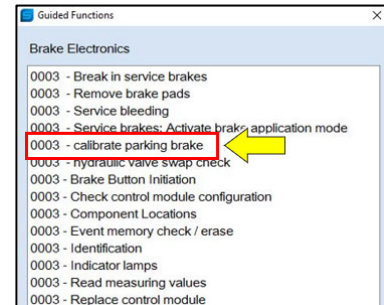 Guided Functions
Brake Electronics
0003 - Break in service brakes
0003 - Remove brake pads
0003 - Service bleeding
0003 - Service brakes: Activate brake application mode
0003 - calibrate parking brake
0003 - hydraulic valve swap check
0003 - Brake Button Initiation
0003 - Check control module configuration
0003 - Component Locations
0003 - Event memory check / erase
0003 - Identification
0003 - Indicator lamps
0003 - Read measuring values
0003 - Replace control module